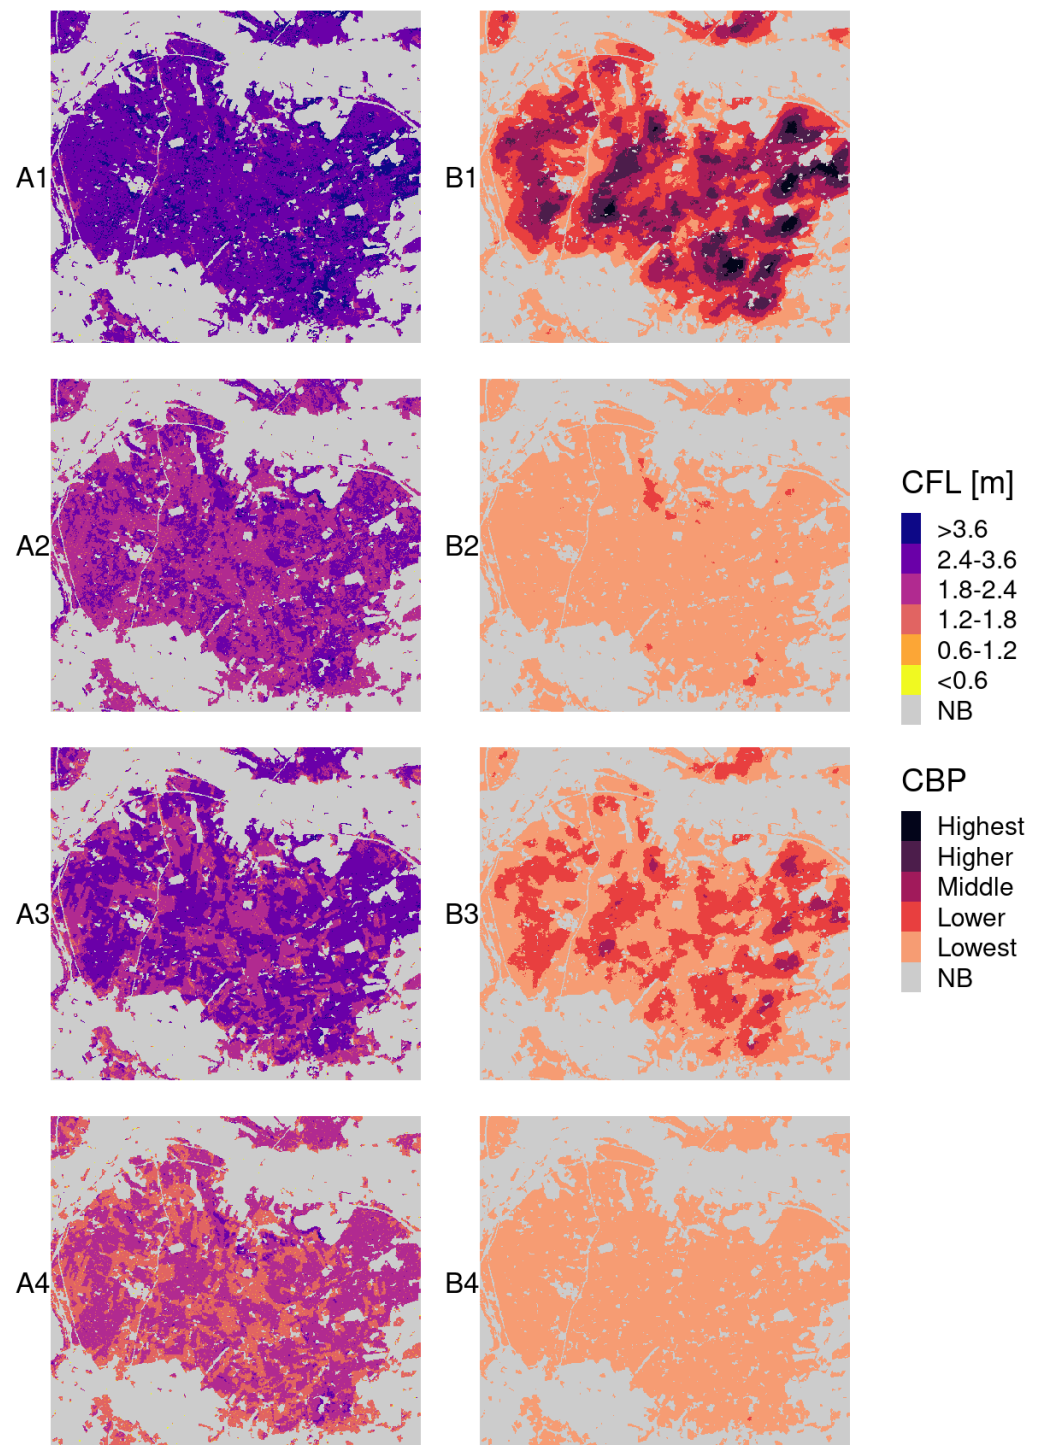 A1
B1
A2
B2
CFL [m]
>3.6
2.4-3.6
1.8-2.4
1.2-1.8
0.6-1.2
<0.6
NB
CBP
Highest
Higher
Middle
Lower
Lowest
NB
A3
B3
A4
B4